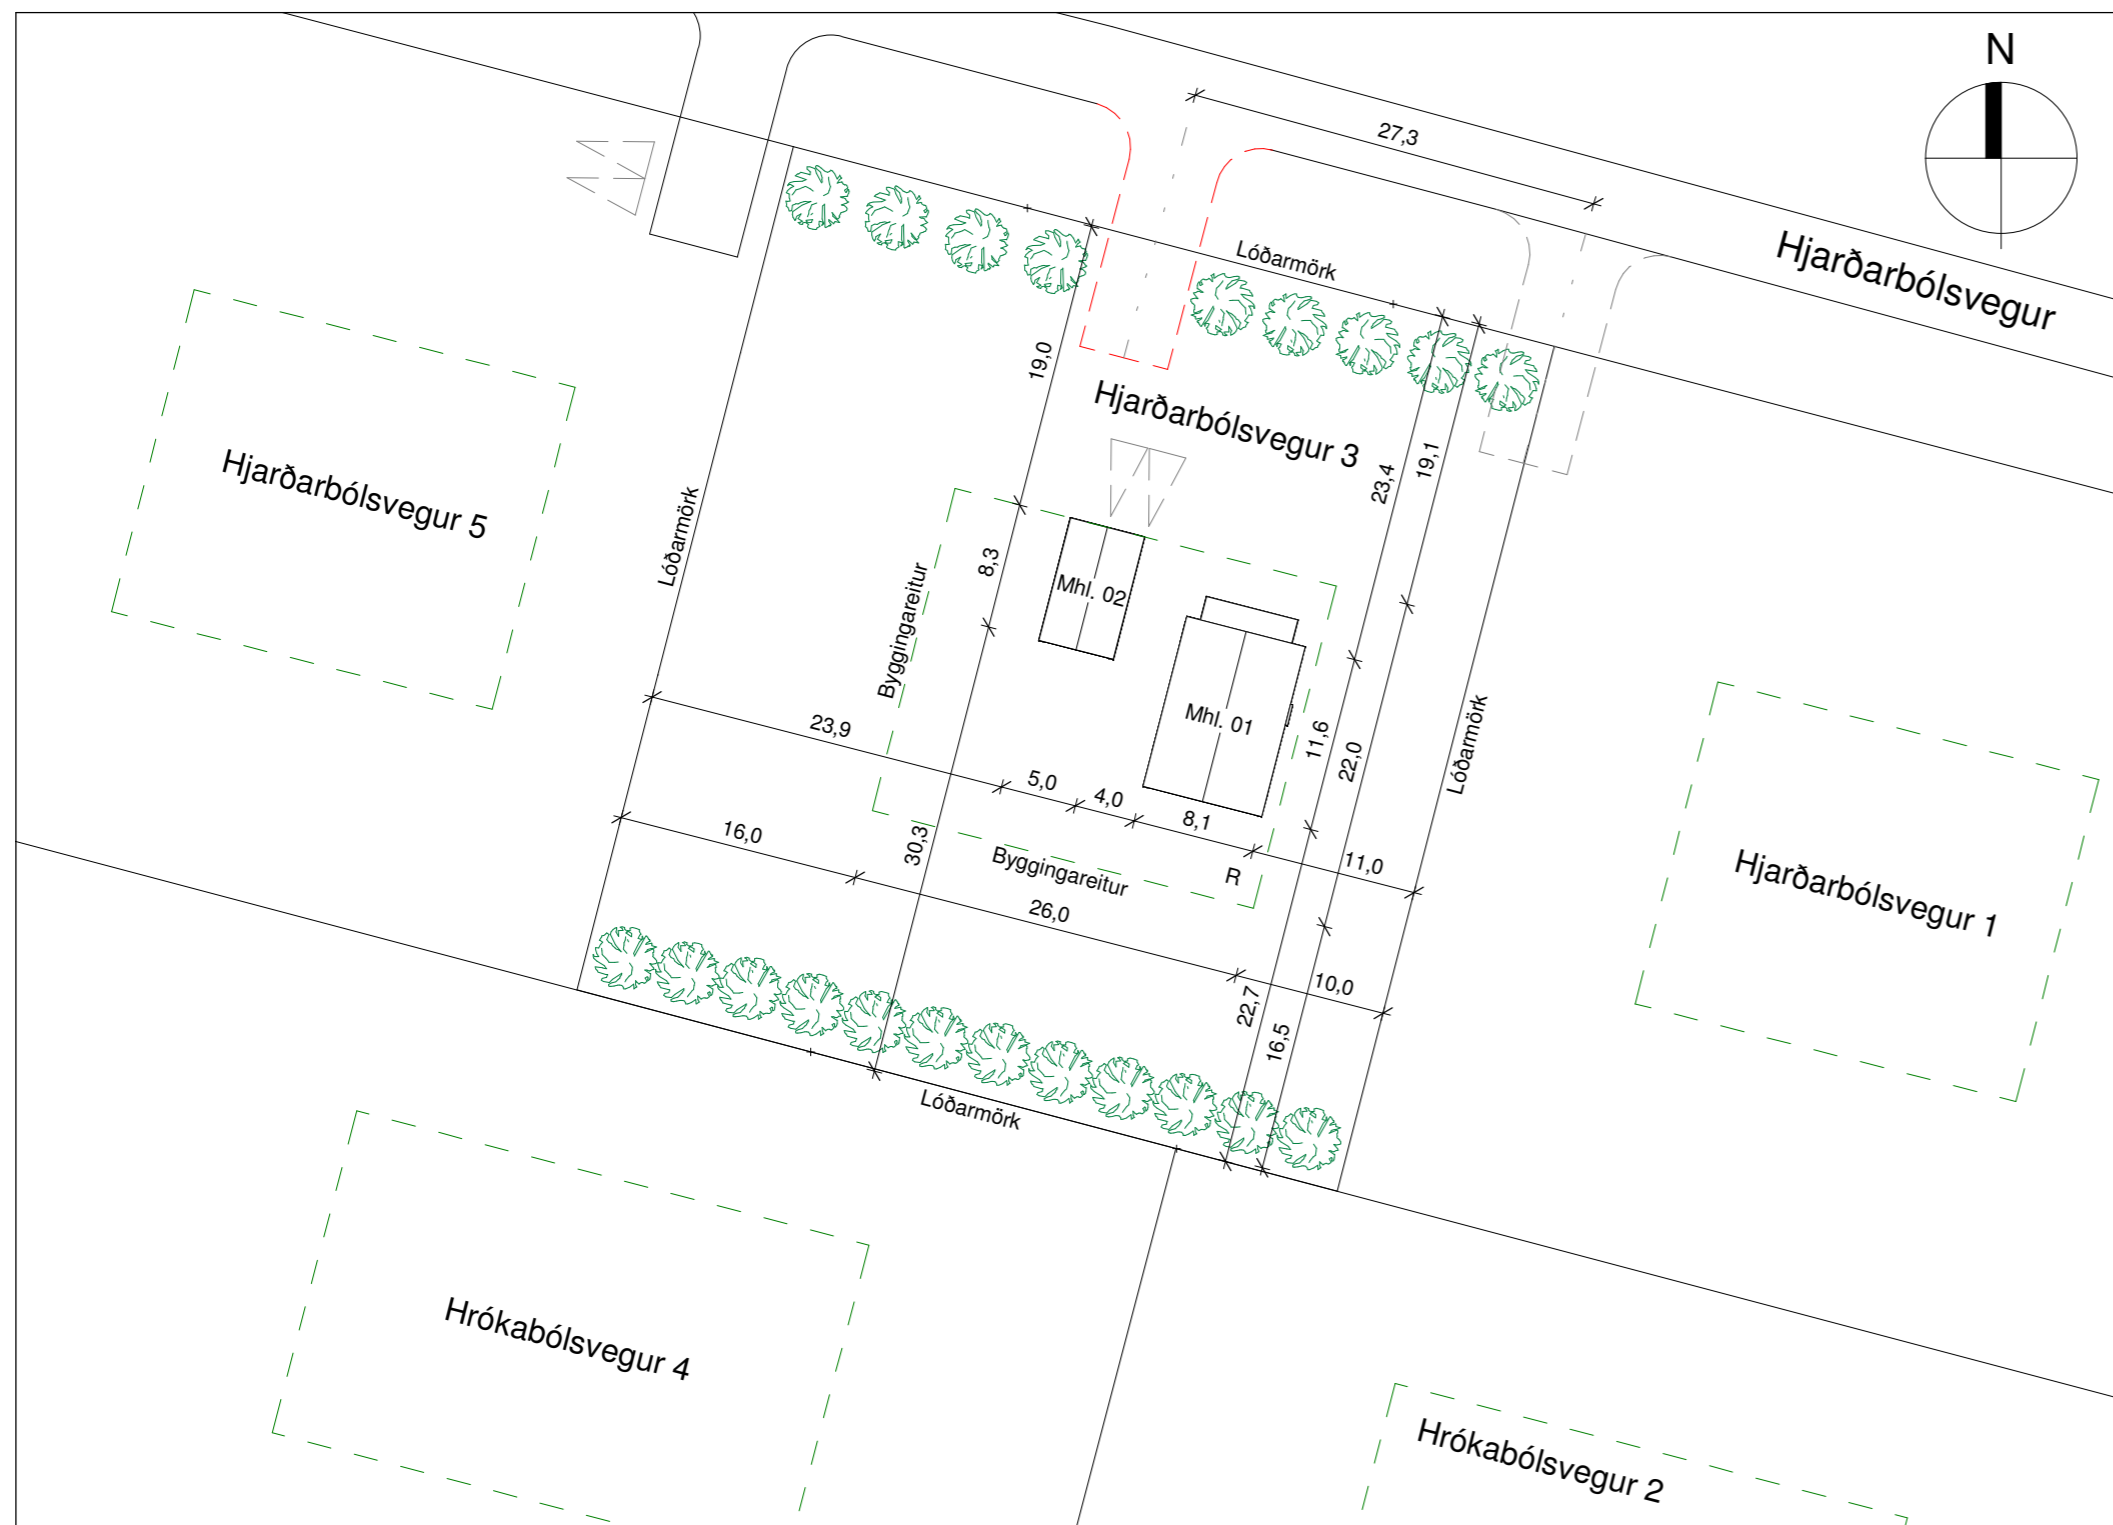 N
27,3
Hjarðarbólsvegur
Lóðarmörk
19,0
Hjarðarbólsvegur 3
23,4
19,1
Hjarðarbólsvegur 5
Lóðarmörk
8,3
Mhl. 02
Byggingareitur
Mhl. 01
23,9
11,6
22,0
Lóðarmörk
5,0
4,0
8,1
16,0
30,3
Byggingareitur
R
11,0
Hjarðarbólsvegur 1
26,0
10,0
22,7
16,5
Lóðarmörk
Hrókabólsvegur 4
Hrókabólsvegur 2